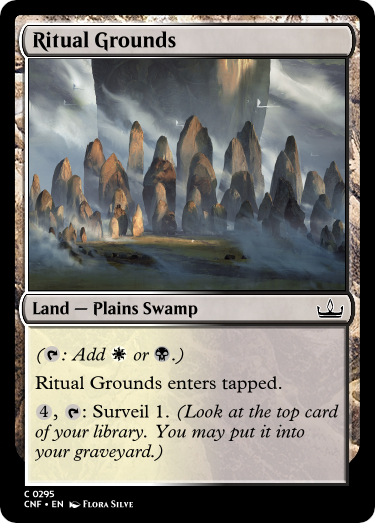 Ritual Grounds
Land — Plains Swamp
(: Add or .)
Ritual Grounds enters tapped.
4, : Surveil 1. (Look at the top card
of your library. You may put it into
your graveyard.)
C 0295
CNF • EN Flora Silve